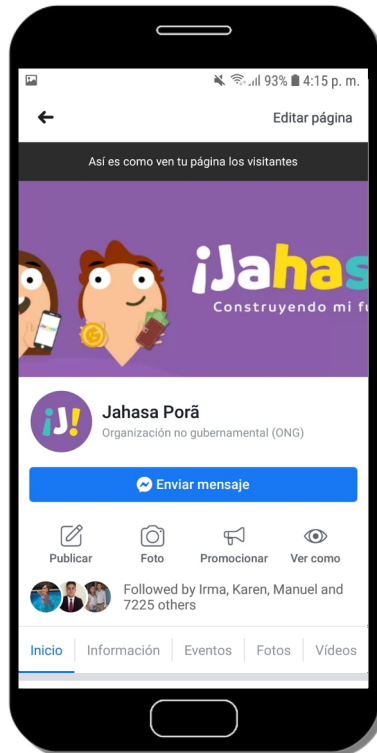 93% 4:15 p. m.
Editar página
Así es como ven tu página los visitantes
¡Jahas
Construyendo mi fu
¡J!
Jahasa Porã
Organización no gubernamental (ONG)
Enviar mensaje
Publicar Foto Promocionar Ver como
Followed by Irma, Karen, Manuel and
7225 others
Inicio Información Eventos Fotos Vídeos